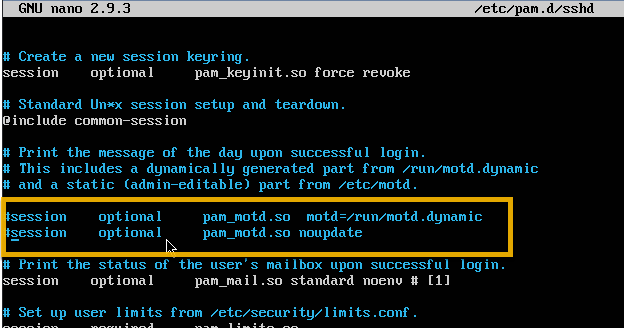 GNU nano 2.9.3 /etc/pam.d/sshd
# Create a new session keyring.
session optional pam_keyinit.so force revoke
# Standard Un*x session setup and teardown.
@include common-session
# Print the message of the day upon successful login.
# This includes a dynamically generated part from /run/motd.dynamic
# and a static (admin-editable) part from /etc/motd.
#session optional pam_motd.so motd=/run/motd.dynamic
#session optional pam_motd.so noupdate
# Print the status of the user's mailbox upon successful login.
session optional pam_mail.so standard noenv # [1]
# Set up user limits from /etc/security/limits.conf.
session required pam_limits.so